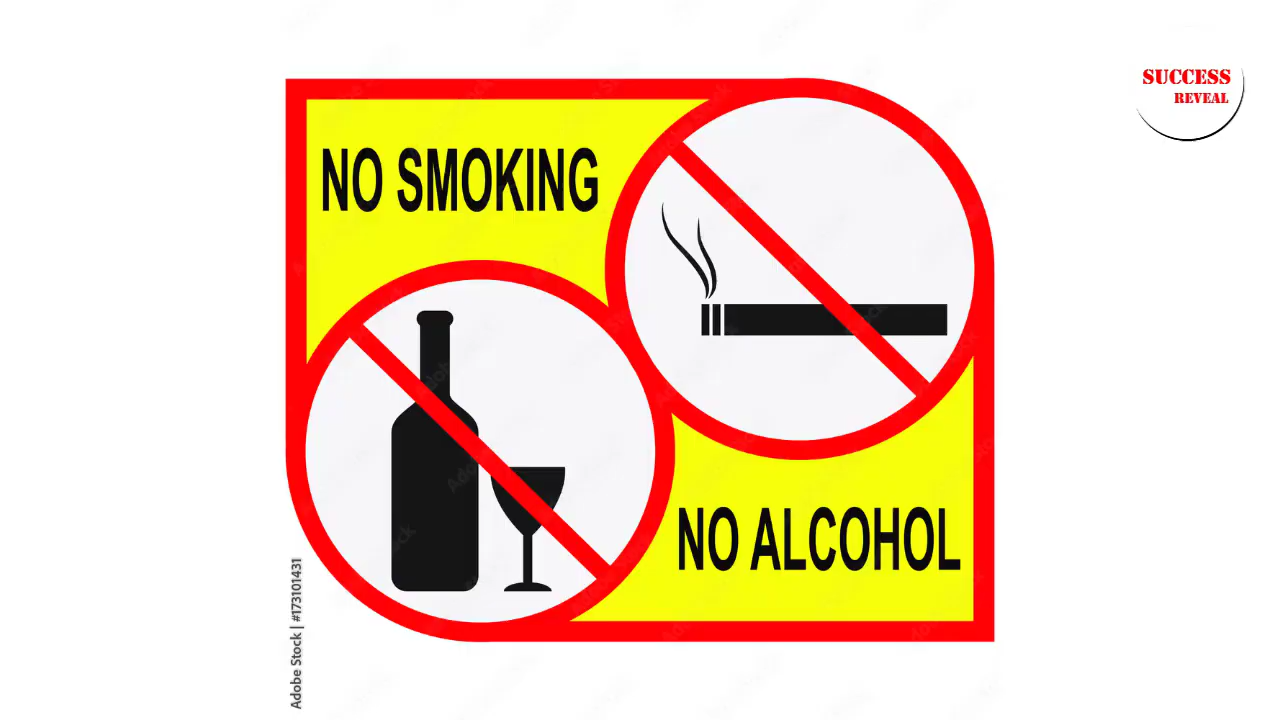 SUCCESS
REVEAL
NO SMOKING
NO ALCOHOL
Adobe Stock | #173101431